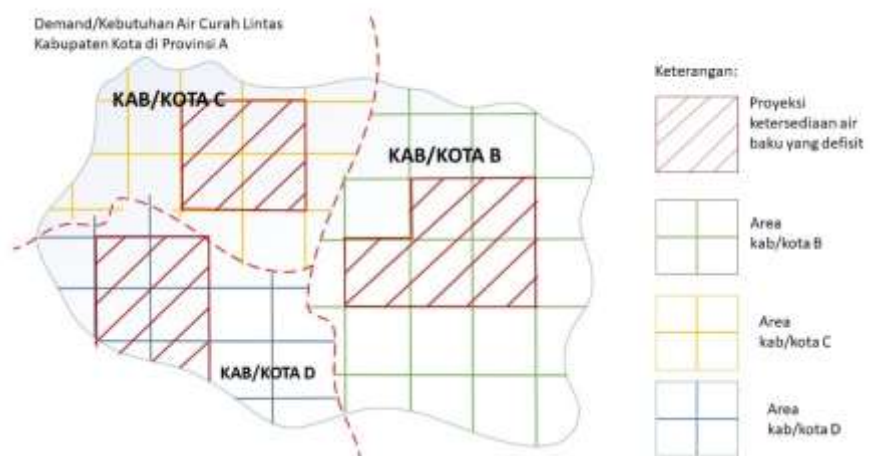 Demand/Kebutuhan Air Curah Lintas
Kabupaten Kota di Provinsi A
KAB/KOTA C
KAB/KOTA B
KAB/KOTA D
Keterangan:
Proyeksi
ketersediaan air
baku yang defisit
Area
kab/kota B
Area
kab/kota C
Area
kab/kota D